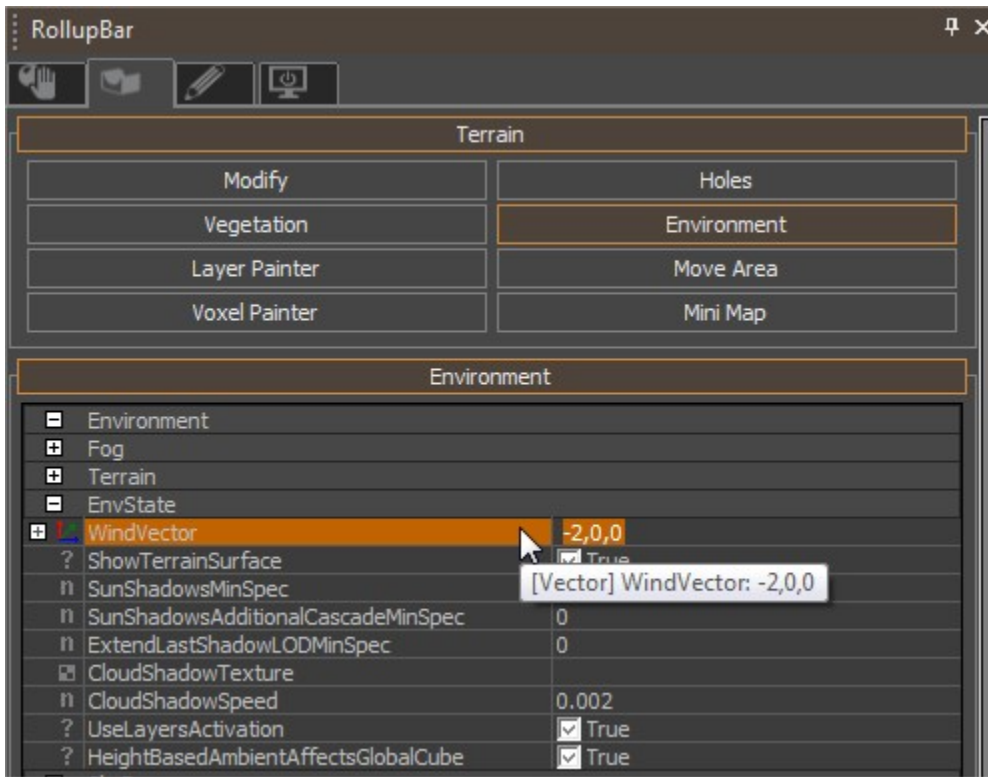 RollupBar
Terrain
Modify Holes
Vegetation Environment
Layer Painter Move Area
Voxel Painter Mini Map
Environment
Environment
Fog
Terrain
EnvState
WindVector -2,0,0
? ShowTerrainSurface True
n SunShadowsMinSpec
[Vector] WindVector: -2,0,0
n SunShadowsAdditionalCascadeMinSpec 0
n ExtendLastShadowLODMinSpec 0
CloudShadowTexture
n CloudShadowSpeed 0.002
? UseLayersActivation True
? HeightBasedAmbientAffectsGlobalCube True